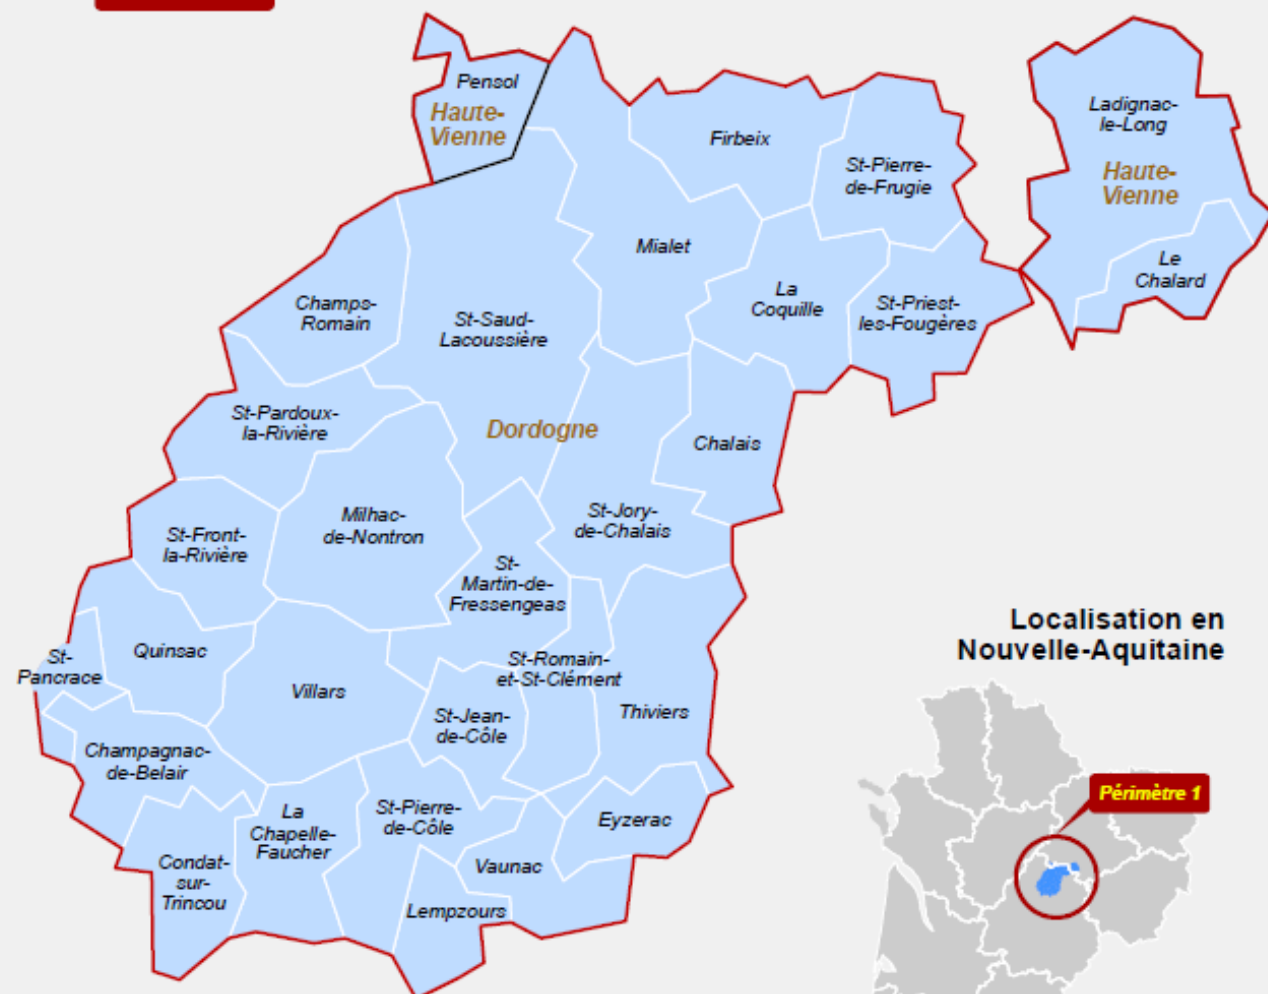 Pensol
Haute-
Vienne
Firbeix
St-Pierre-
de-Frugie
Ladignac-
le-Long
Haute-
Vienne
Le
Chalard
Mialet
La
Coquille
St-Priest-
les-Fougères
Champs-
Romain
St-Saud-
Lacoussière
St-Pardoux-
la-Rivière
Dordogne
Chalais
St-Front-
la-Rivière
Milhac-
de-Nontron
St-Jory-
de-Chalais
St-
Martin-de-
Fressengeas
St-
Pancrace
Quinsac
Villars
St-Romain-
et-St-Clément
St-Jean-
de-Côle
Thiviers
Champagnac-
de-Belair
La
Chapelle-
Faucher
St-Pierre-
de-Côle
Eyzerac
Condat-
sur-
Trincou
Vaunac
Lempzours
Localisation en
Nouvelle-Aquitaine
Périmètre 1